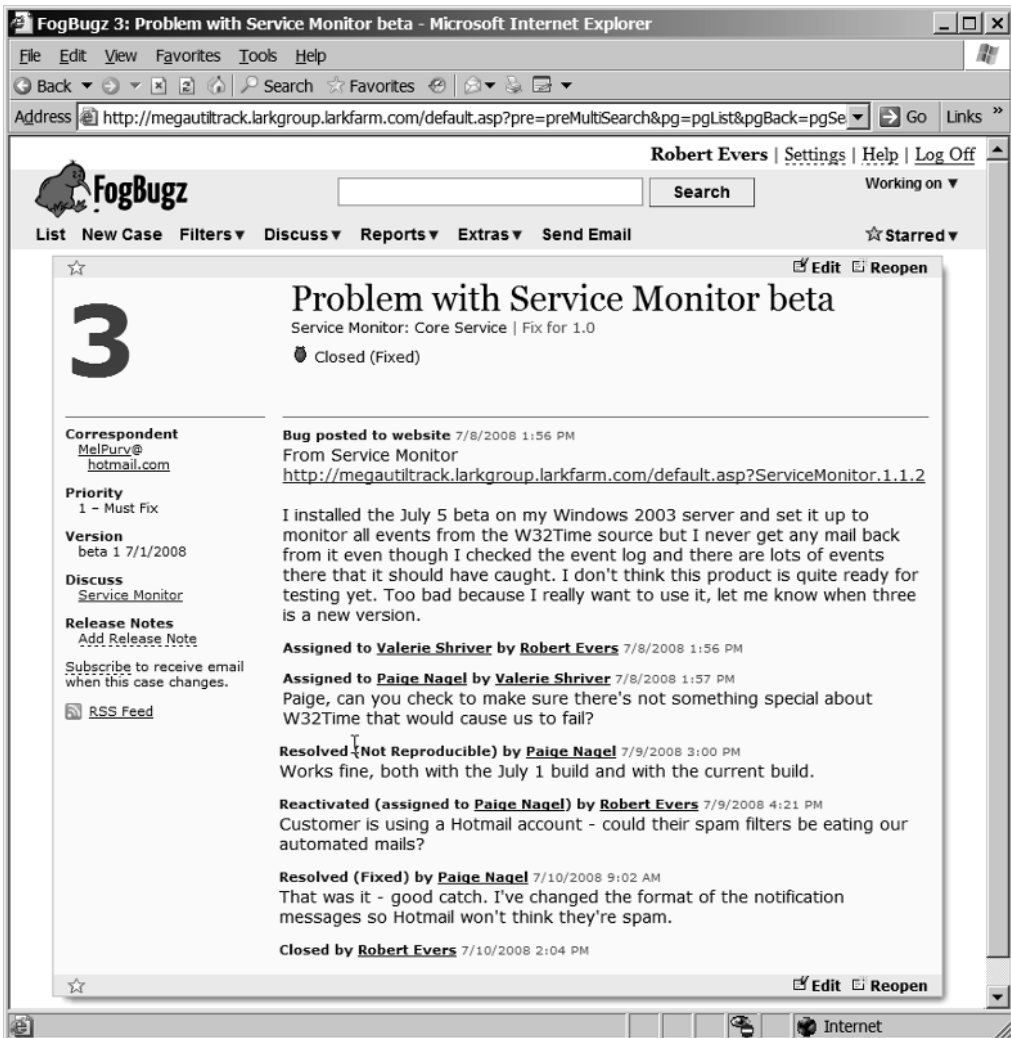 FogBugz 3: Problem with Service Monitor beta - Microsoft Internet Explorer
File Edit View Favorites Tools Help
Back Search Favorites
Address http://megautiltrack.larkgroup.larkfarm.com/default.asp?pre=preMultiSearch&pg=pgList&pgBack=pgSe Go Links »
Robert Evers | Settings | Help | Log Off
FogBugz Search Working on ▼
List New Case Filters▼ Discuss▼ Reports▼ Extras▼ Send Email Starred▼
Edit Reopen
3
Problem with Service Monitor beta
Service Monitor: Core Service | Fix for 1.0
Closed (Fixed)
Correspondent
MelPurv@
hotmail.com
Priority
1 – Must Fix
Version
beta 1 7/1/2008
Discuss
Service Monitor
Release Notes
Add Release Note
Subscribe to receive email
when this case changes.
RSS Feed
Bug posted to website 7/8/2008 1:56 PM
From Service Monitor
http://megautiltrack.larkgroup.larkfarm.com/default.asp?ServiceMonitor.1.1.2
I installed the July 5 beta on my Windows 2003 server and set it up to
monitor all events from the W32Time source but I never get any mail back
from it even though I checked the event log and there are lots of events
there that it should have caught. I don't think this product is quite ready for
testing yet. Too bad because I really want to use it, let me know when three
is a new version.
Assigned to Valerie Shriver by Robert Evers 7/8/2008 1:56 PM
Assigned to Paige Nagel by Valerie Shriver 7/8/2008 1:57 PM
Paige, can you check to make sure there's not something special about
W32Time that would cause us to fail?
Resolved (Not Reproducible) by Paige Nagel 7/9/2008 3:00 PM
Works fine, both with the July 1 build and with the current build.
Reactivated (assigned to Paige Nagel) by Robert Evers 7/9/2008 4:21 PM
Customer is using a Hotmail account - could their spam filters be eating our
automated mails?
Resolved (Fixed) by Paige Nagel 7/10/2008 9:02 AM
That was it - good catch. I've changed the format of the notification
messages so Hotmail won't think they're spam.
Closed by Robert Evers 7/10/2008 2:04 PM
Edit Reopen
Internet